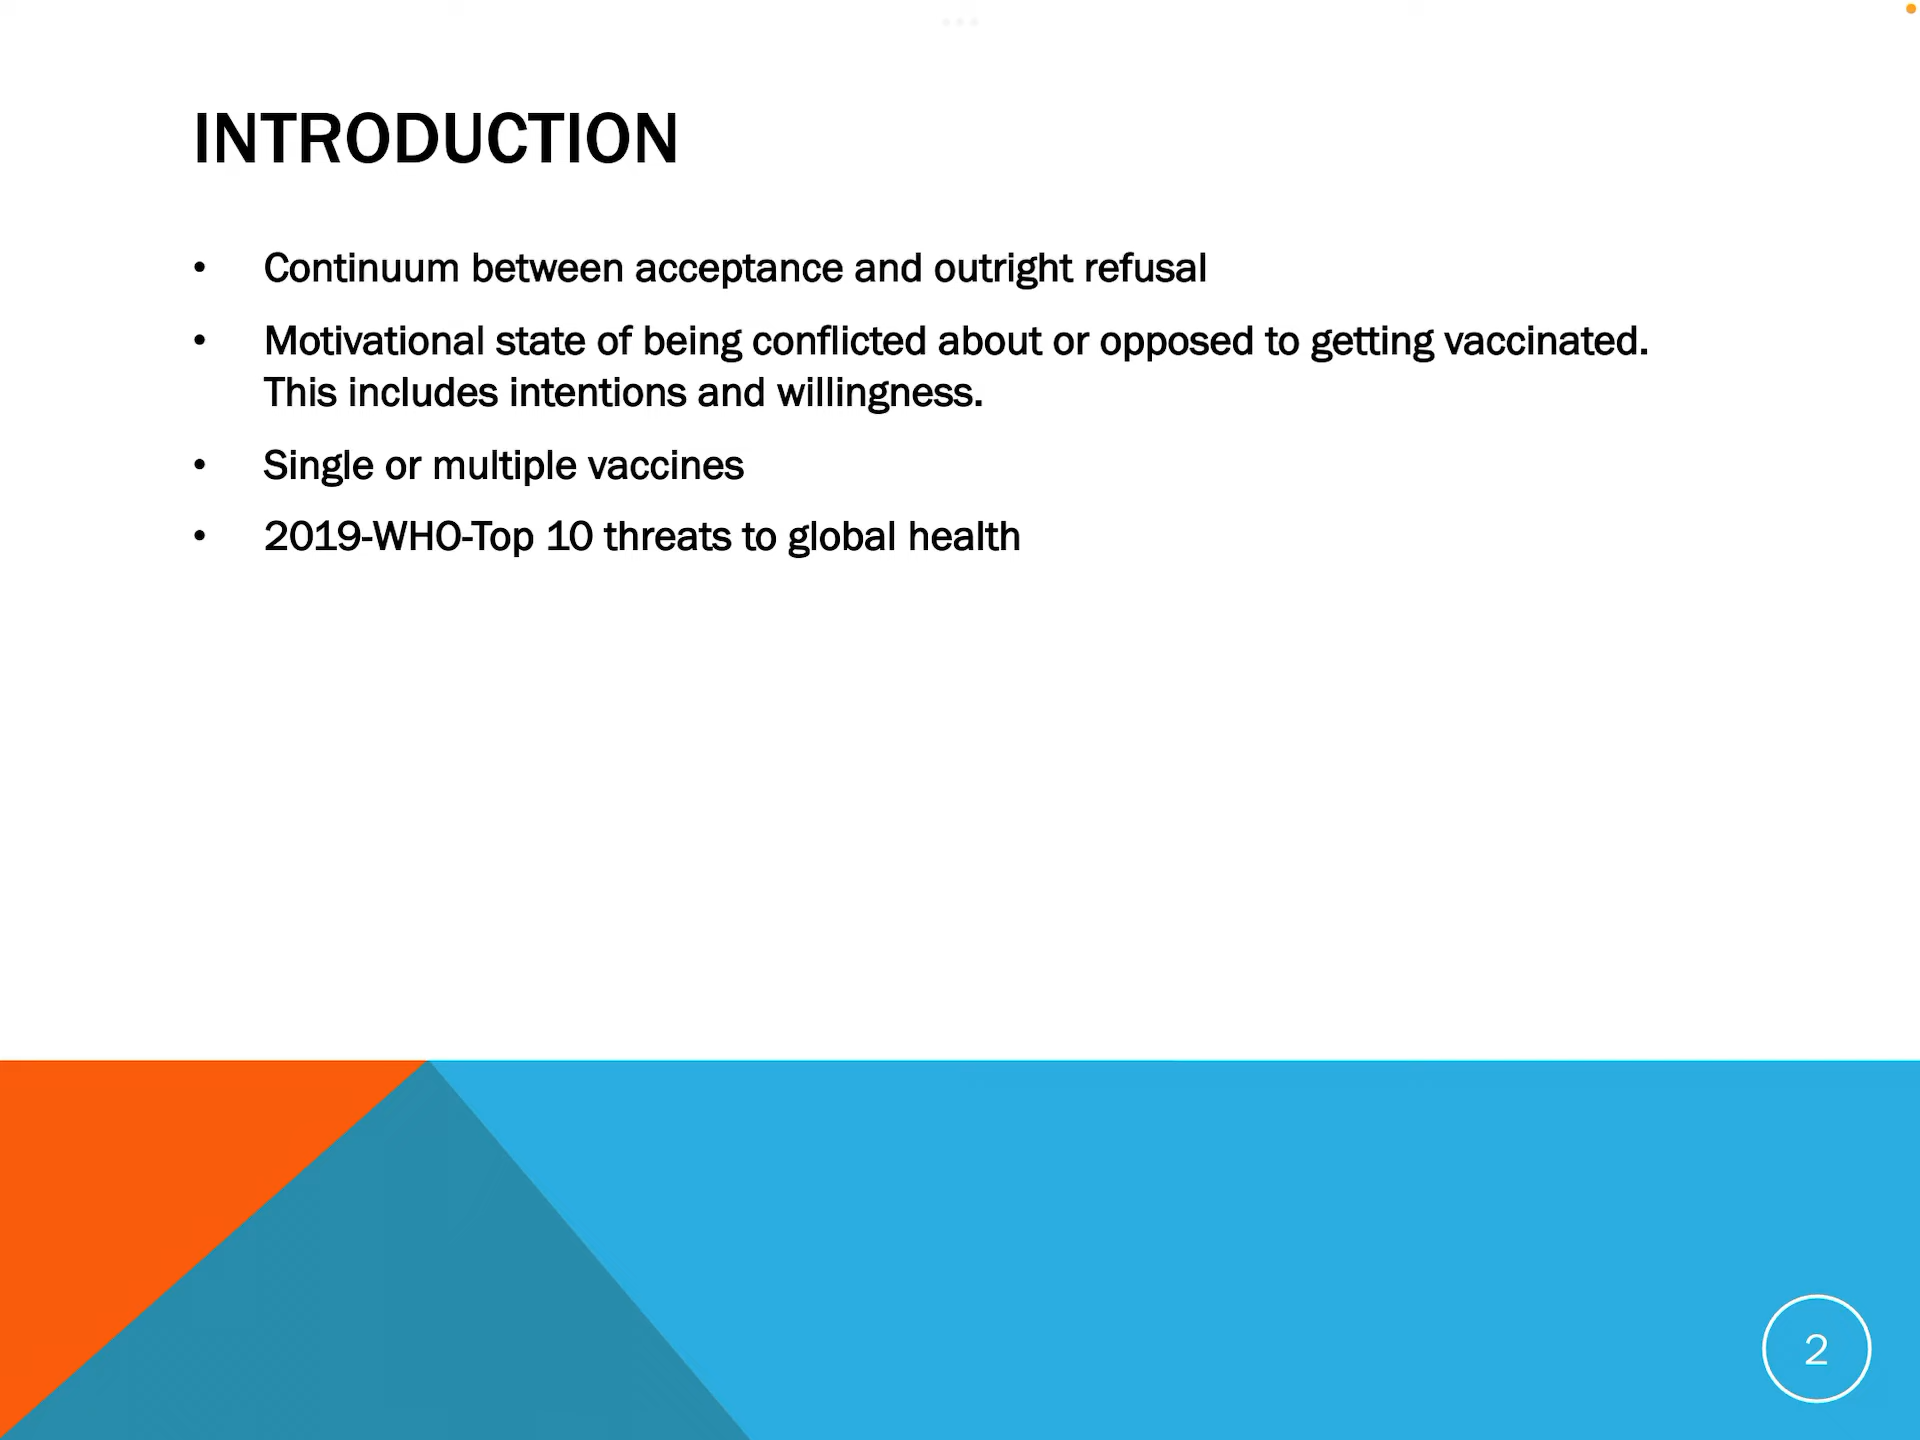 INTRODUCTION
• Continuum between acceptance and outright refusal
• Motivational state of being conflicted about or opposed to getting vaccinated.
This includes intentions and willingness.
• Single or multiple vaccines
• 2019-WHO-Top 10 threats to global health
2